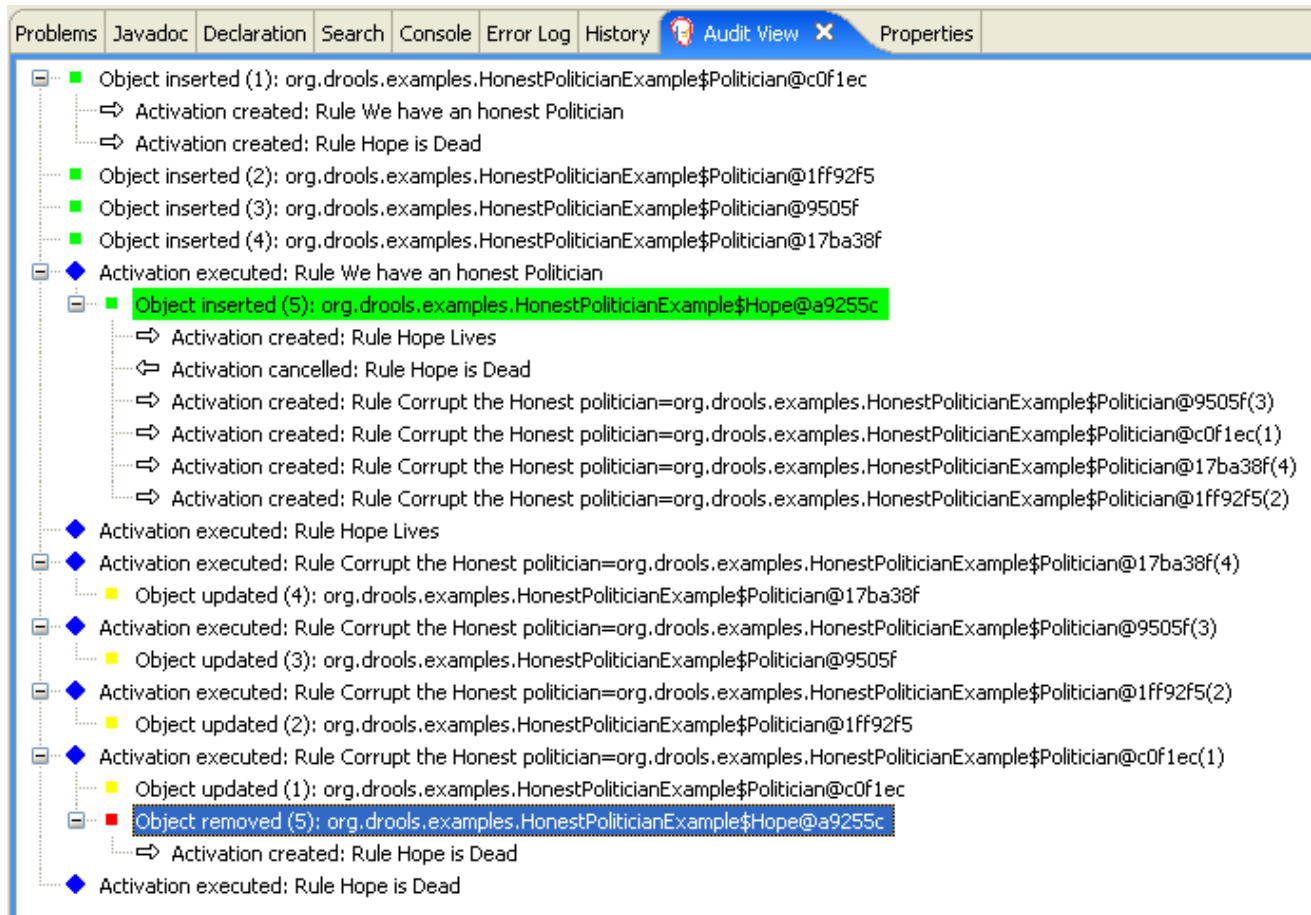 Problems Javadoc Declaration Search Console Error Log History Audit View Properties
Object inserted (1): org.drools.examples.HonestPoliticianExample$Politician@c0f1ec
Activation created: Rule We have an honest Politician
Activation created: Rule Hope is Dead
Object inserted (2): org.drools.examples.HonestPoliticianExample$Politician@1ff92f5
Object inserted (3): org.drools.examples.HonestPoliticianExample$Politician@9505f
Object inserted (4): org.drools.examples.HonestPoliticianExample$Politician@17ba38f
Activation executed: Rule We have an honest Politician
Object inserted (5): org.drools.examples.HonestPoliticianExample$Hope@a9255c
Activation created: Rule Hope Lives
Activation cancelled: Rule Hope is Dead
Activation created: Rule Corrupt the Honest politician=org.drools.examples.HonestPoliticianExample$Politician@9505f(3)
Activation created: Rule Corrupt the Honest politician=org.drools.examples.HonestPoliticianExample$Politician@c0f1ec(1)
Activation created: Rule Corrupt the Honest politician=org.drools.examples.HonestPoliticianExample$Politician@17ba38f(4)
Activation created: Rule Corrupt the Honest politician=org.drools.examples.HonestPoliticianExample$Politician@1ff92f5(2)
Activation executed: Rule Hope Lives
Activation executed: Rule Corrupt the Honest politician=org.drools.examples.HonestPoliticianExample$Politician@17ba38f(4)
Object updated (4): org.drools.examples.HonestPoliticianExample$Politician@17ba38f
Activation executed: Rule Corrupt the Honest politician=org.drools.examples.HonestPoliticianExample$Politician@9505f(3)
Object updated (3): org.drools.examples.HonestPoliticianExample$Politician@9505f
Activation executed: Rule Corrupt the Honest politician=org.drools.examples.HonestPoliticianExample$Politician@1ff92f5(2)
Object updated (2): org.drools.examples.HonestPoliticianExample$Politician@1ff92f5
Activation executed: Rule Corrupt the Honest politician=org.drools.examples.HonestPoliticianExample$Politician@c0f1ec(1)
Object updated (1): org.drools.examples.HonestPoliticianExample$Politician@c0f1ec
Object removed (5): org.drools.examples.HonestPoliticianExample$Hope@a9255c
Activation created: Rule Hope is Dead
Activation executed: Rule Hope is Dead